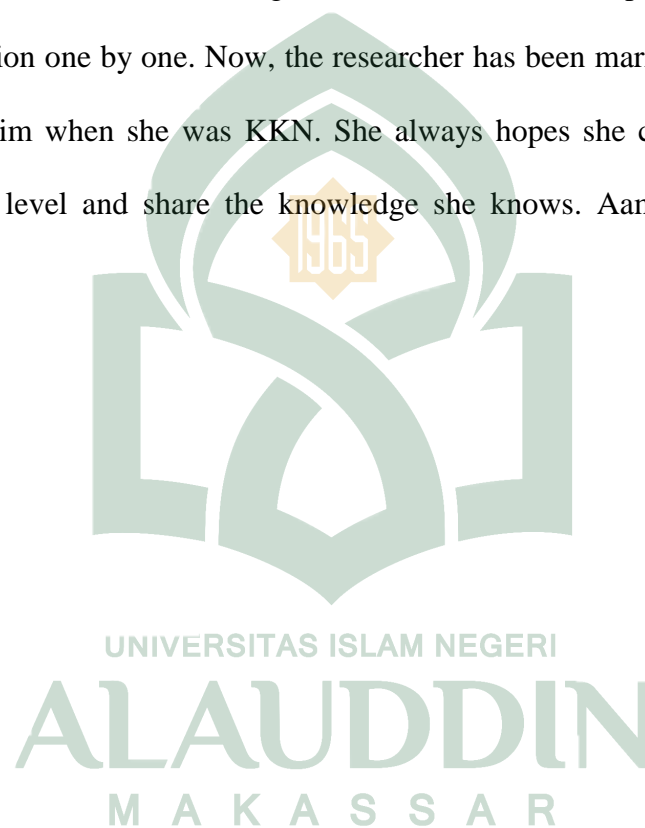 ion one by one. Now, the researcher has been mar
im when she was KKN. She always hopes she c
level and share the knowledge she knows. Aan
1965
UNIVERSITAS ISLAM NEGERI
ALAUDDIN
MAKASSAR